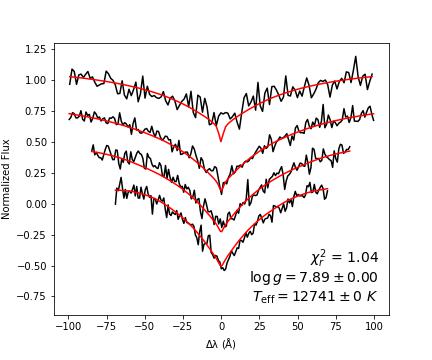 Normalized Flux
1.25
1.00
0.75
0.50
0.25
0.00
−0.25
−0.50
−0.75
χ²ᵣ = 1.04
log g = 7.89 ± 0.00
T_eff = 12741 ± 0 K
−100 −75 −50 −25 0 25 50 75 100
Δλ (Å)